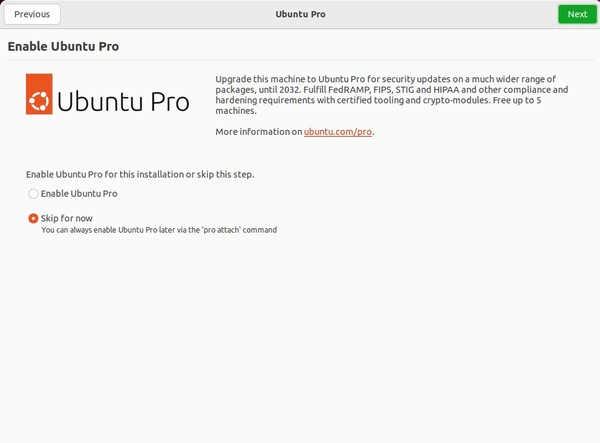 Previous
Ubuntu Pro
Next
Enable Ubuntu Pro
Ubuntu Pro
Upgrade this machine to Ubuntu Pro for security updates on a much wider range of
packages, until 2032. Fulfill FedRAMP, FIPS, STIG and HIPAA and other compliance and
hardening requirements with certified tooling and crypto-modules. Free up to 5
machines.
More information on ubuntu.com/pro.
Enable Ubuntu Pro for this installation or skip this step.
Enable Ubuntu Pro
Skip for now
You can always enable Ubuntu Pro later via the 'pro attach' command